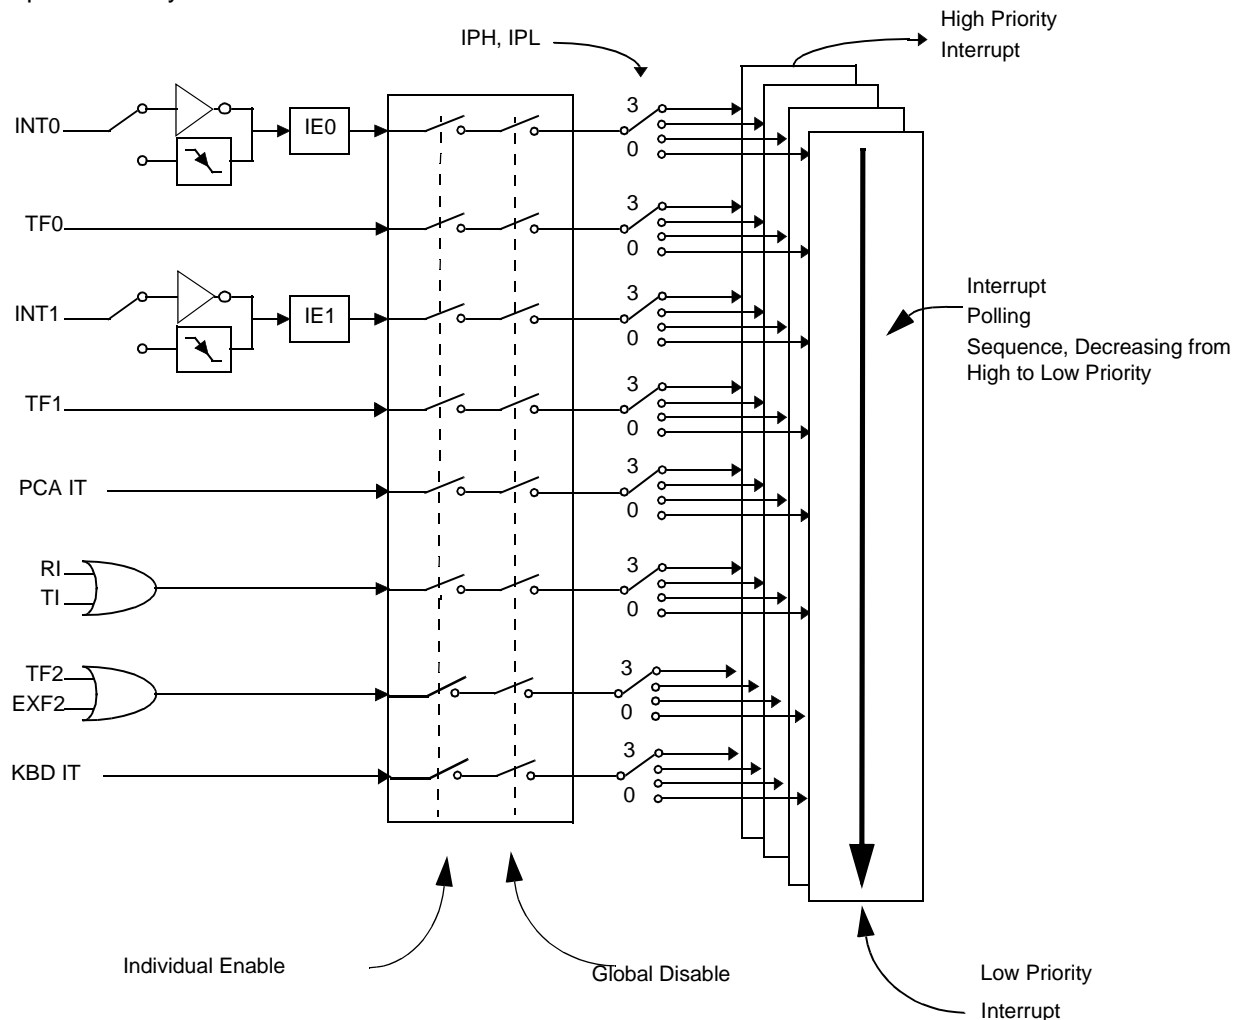 IPH, IPL
High Priority
Interrupt
3
INT0
IE0
0
3
TF0
0
3
INT1
IE1
0
Interrupt
Polling
Sequence, Decreasing from
High to Low Priority
3
TF1
0
3
PCA IT
0
3
RI
TI
0
3
TF2
EXF2
0
3
KBD IT
0
Individual Enable
Global Disable
Low Priority
Interrupt